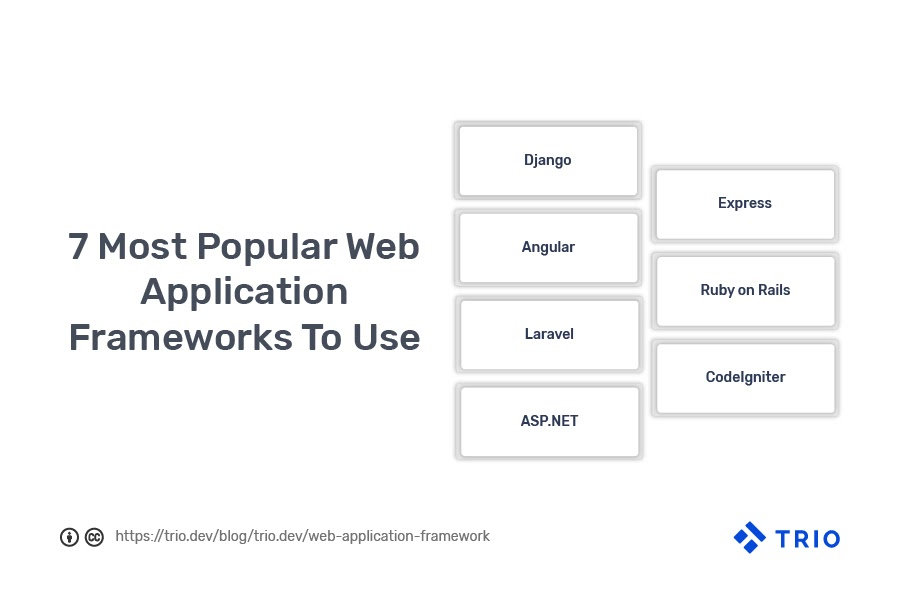 7 Most Popular Web
Application
Frameworks To Use
Django
Angular
Laravel
ASP.NET
Express
Ruby on Rails
CodeIgniter
https://trio.dev/blog/trio.dev/web-application-framework
TRIO